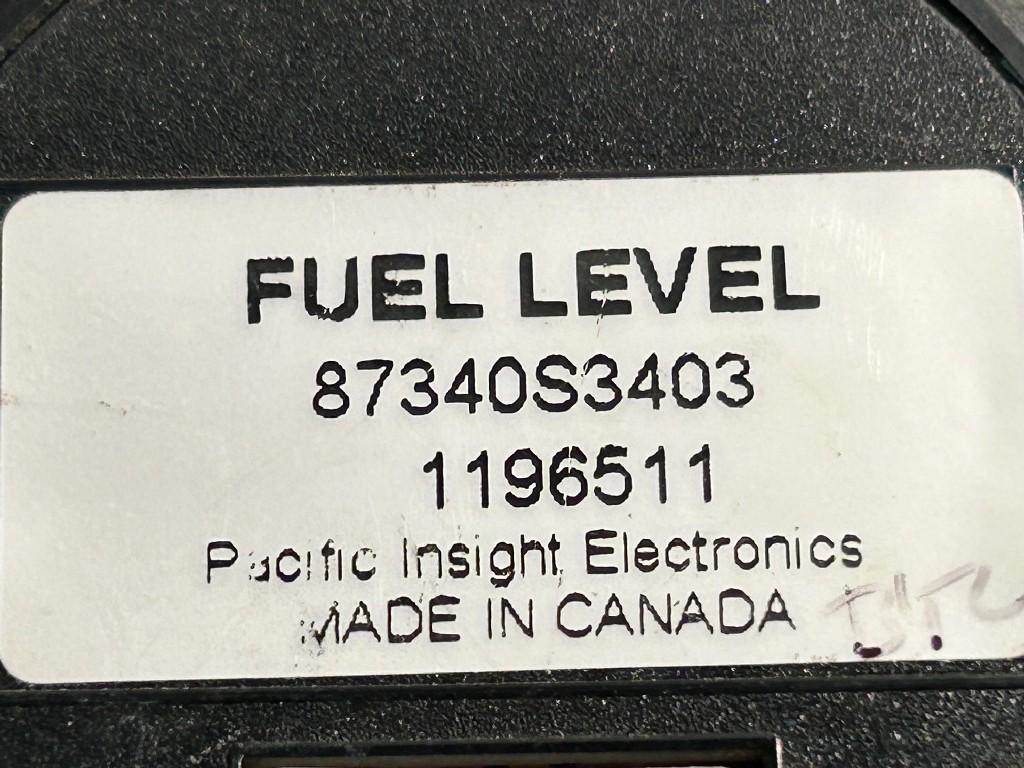 FUEL LEVEL
87340S3403
1196511
Pacific Insight Electronics
MADE IN CANADA